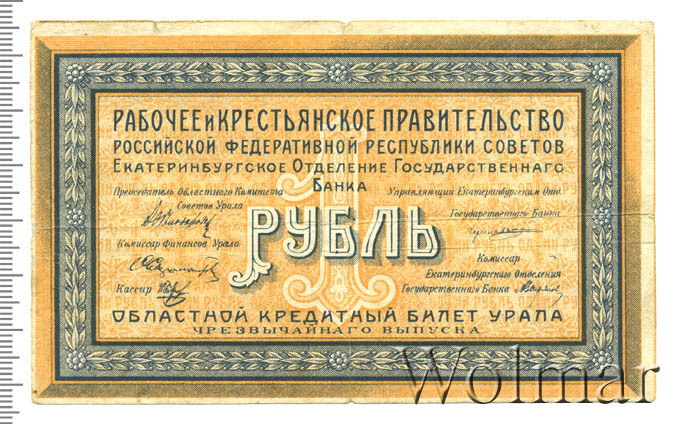 РАБОЧЕЕ и КРЕСТЬЯНСКОЕ ПРАВИТЕЛЬСТВО
РОССИЙСКОЙ ФЕДЕРАТИВНОЙ РЕСПУБЛИКИ СОВЕТОВ
ЕКАТЕРИНБУРГСКОЕ ОТДЕЛЕНИЕ ГОСУДАРСТВЕННАГО
БАНКА
Председатель Областного Комитета
Советов Урала
Управляющий Екатеринбургским Отд.
Государственнаго Банка
1
РУБЛЬ
Комиссар Финансов Урала
Комиссар
Екатеринбургского Отделения
Государственнаго Банка
Кассир
ОБЛАСТНОЙ КРЕДИТНЫЙ БИЛЕТ УРАЛА
ЧРЕЗВЫЧАЙНАГО ВЫПУСКА
Wolmar